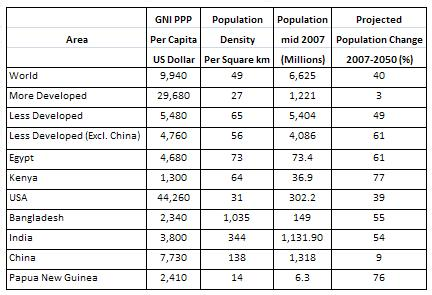 Area
GNI PPP
Per Capita
US Dollar
Population
Density
Per Square km
Population
mid 2007
(Millions)
Projected
Population Change
2007-2050 (%)
World 9,940 49 6,625 40
More Developed 29,680 27 1,221 3
Less Developed 5,480 65 5,404 49
Less Developed (Excl. China) 4,760 56 4,086 61
Egypt 4,680 73 73.4 61
Kenya 1,300 64 36.9 77
USA 44,260 31 302.2 39
Bangladesh 2,340 1,035 149 55
India 3,800 344 1,131.90 54
China 7,730 138 1,318 9
Papua New Guinea 2,410 14 6.3 76